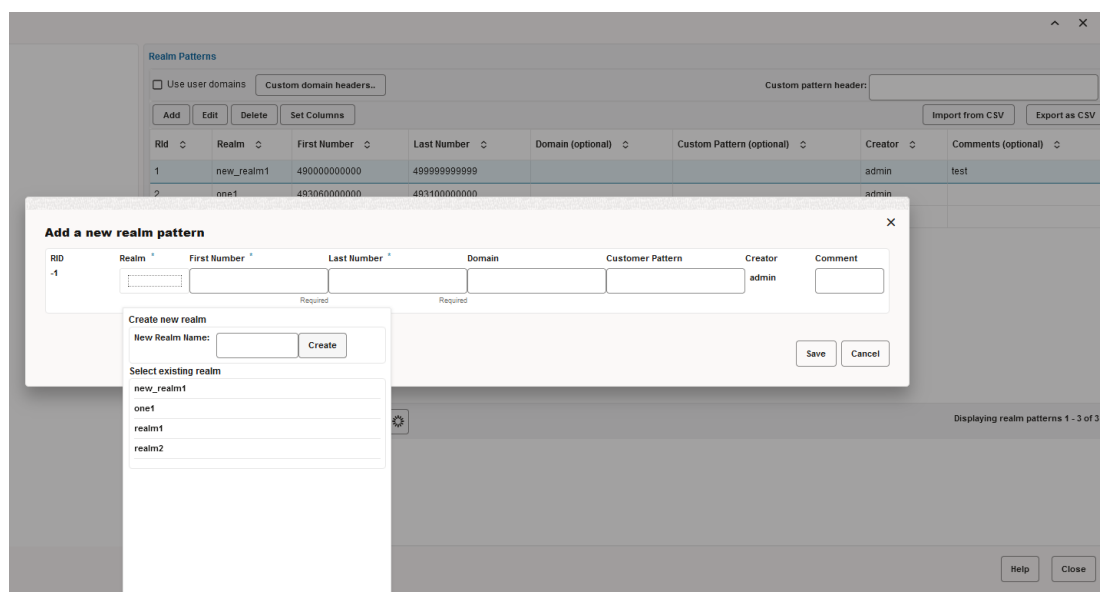 Realm Patterns
Use user domains Custom domain headers.. Custom pattern header:
Add Edit Delete Set Columns Import from CSV Export as CSV
RId Realm First Number Last Number Domain (optional) Custom Pattern (optional) Creator Comments (optional)
1 new_realm1 490000000000 499999999999 admin test
2 one1 493060000000 493100000000 admin
Add a new realm pattern
RID Realm * First Number * Last Number * Domain Customer Pattern Creator Comment
-1 admin
Required Required
Create new realm
New Realm Name: Create
Save Cancel
Select existing realm
new_realm1
one1
realm1
realm2
Displaying realm patterns 1 - 3 of 3
Help Close